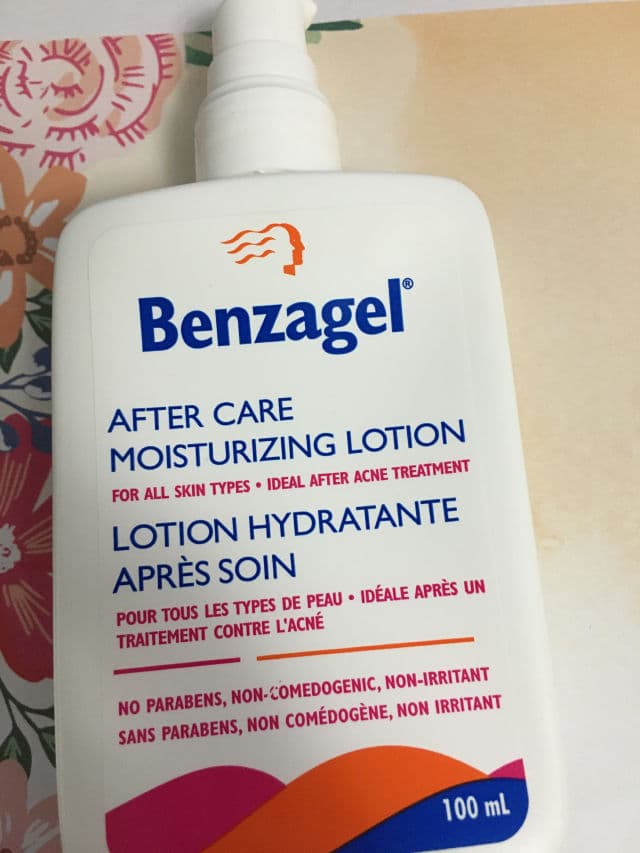 Benzagel®
AFTER CARE
MOISTURIZING LOTION
FOR ALL SKIN TYPES • IDEAL AFTER ACNE TREATMENT
LOTION HYDRATANTE
APRÈS SOIN
POUR TOUS LES TYPES DE PEAU • IDÉALE APRÈS UN
TRAITEMENT CONTRE L'ACNÉ
NO PARABENS, NON-COMEDOGENIC, NON-IRRITANT
SANS PARABENS, NON COMÉDOGÈNE, NON IRRITANT
100 mL